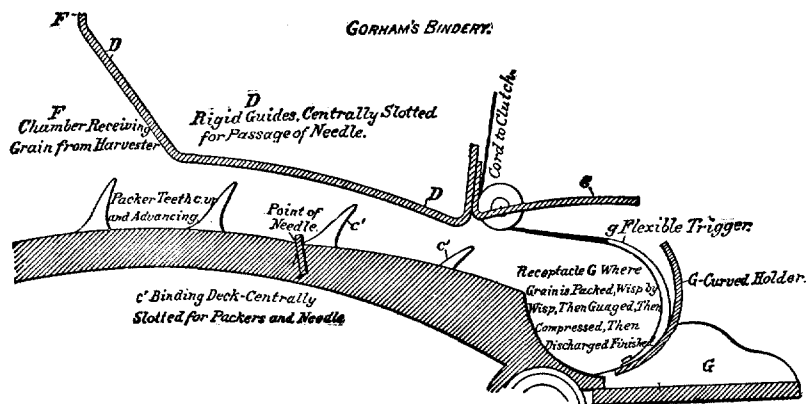 GORHAM'S BINDERY.
F
D
F
Chamber Receiving
Grain from Harvester
D
Rigid Guides, Centrally Slotted
for Passage of Needle.
Cord to Clutch.
D
e
Packer Teeth c' up
and Advancing
Point of
Needle
c'
c'
g Flexible Trigger.
Receptacle G Where
Grain is Packed, Wisp by
Wisp, Then Guaged, Then
Compressed, Then
Discharged Finished
G-Curved Holder.
c' Binding Deck-Centrally
Slotted for Packers and Needle
G